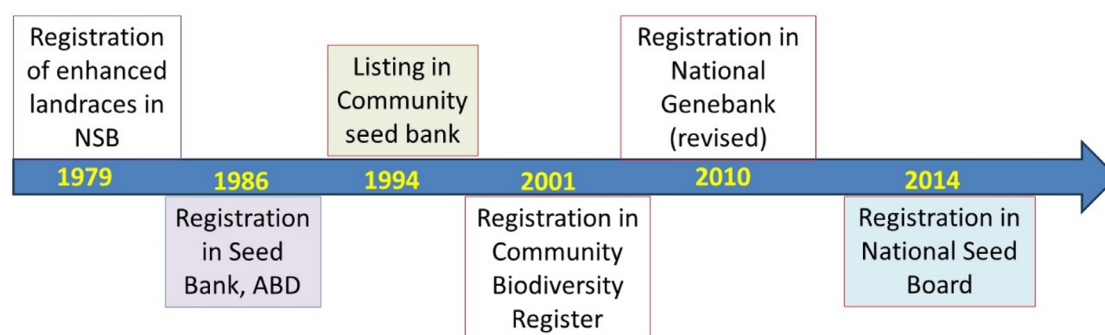 Registration
of enhanced
landraces in
NSB
Listing in
Community
seed bank
Registration in
National
Genebank
(revised)
1979
1986
1994
2001
2010
2014
Registration
in Seed
Bank, ABD
Registration in
Community
Biodiversity
Register
Registration in
National Seed
Board